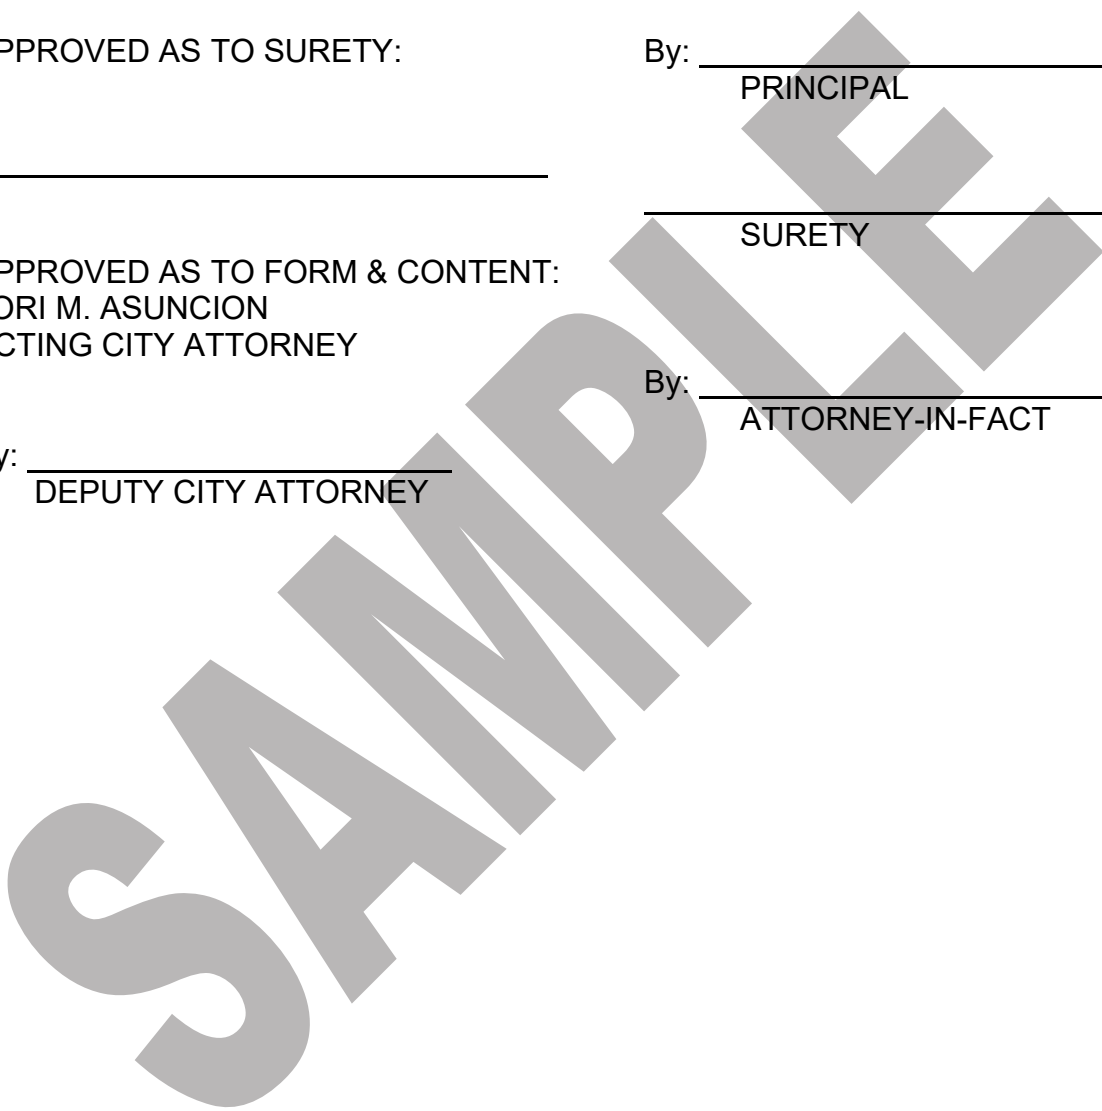 PPROVED AS TO SURETY:
By:
PRINCIPAL
SURETY
PPROVED AS TO FORM & CONTENT:
ORI M. ASUNCION
CTING CITY ATTORNEY
By:
ATTORNEY-IN-FACT
y:
DEPUTY CITY ATTORNEY
SAMPLE